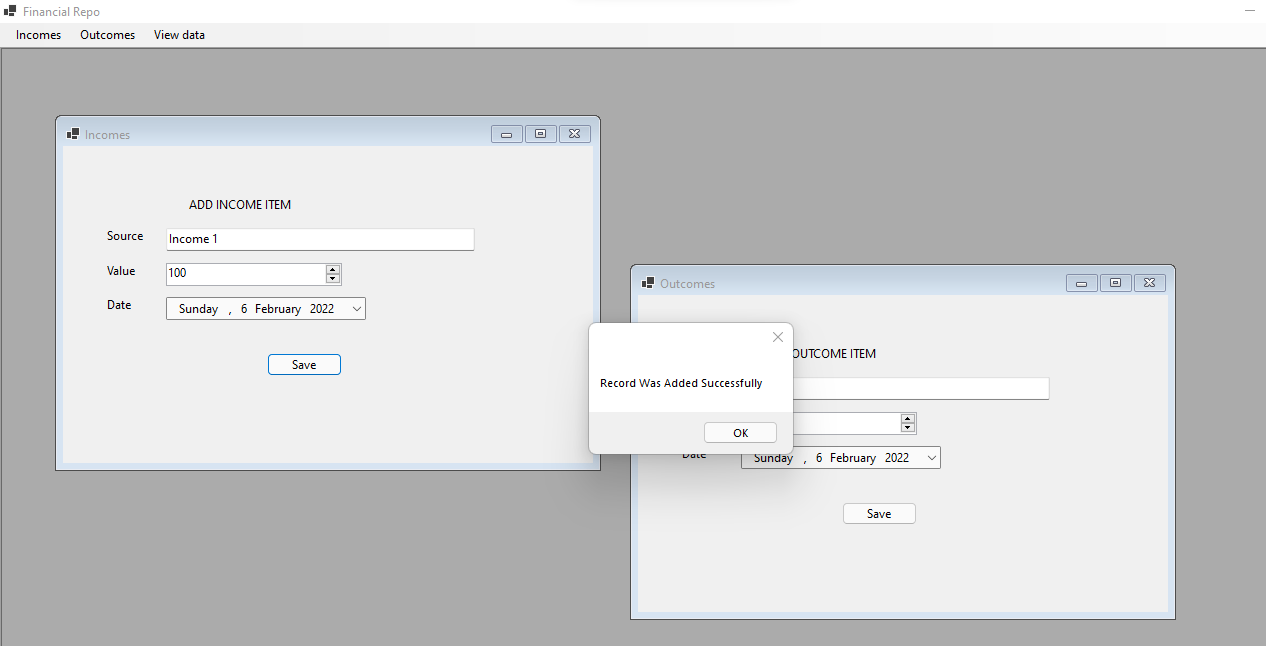 Financial Repo
Incomes Outcomes View data
Incomes
ADD INCOME ITEM
Source Income 1
Value 100
Date Sunday , 6 February 2022
Save
Outcomes
OUTCOME ITEM
Date Sunday , 6 February 2022
Save
Record Was Added Successfully
OK